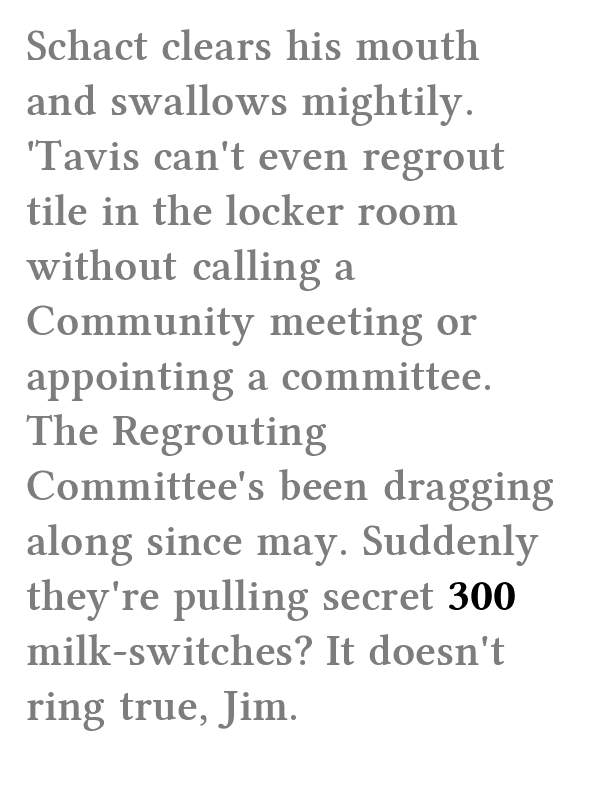 Schact clears his mouth
and swallows mightily.
'Tavis can't even regrout
tile in the locker room
without calling a
Community meeting or
appointing a committee.
The Regrouting
Committee's been dragging
along since may. Suddenly
they're pulling secret 300
milk-switches? It doesn't
ring true, Jim.